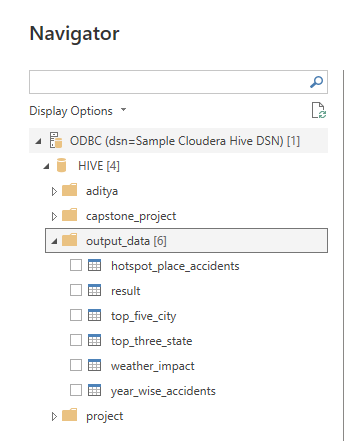 Navigator
Display Options
ODBC (dsn=Sample Cloudera Hive DSN) [1]
HIVE [4]
aditya
capstone_project
output_data [6]
hotspot_place_accidents
result
top_five_city
top_three_state
weather_impact
year_wise_accidents
project